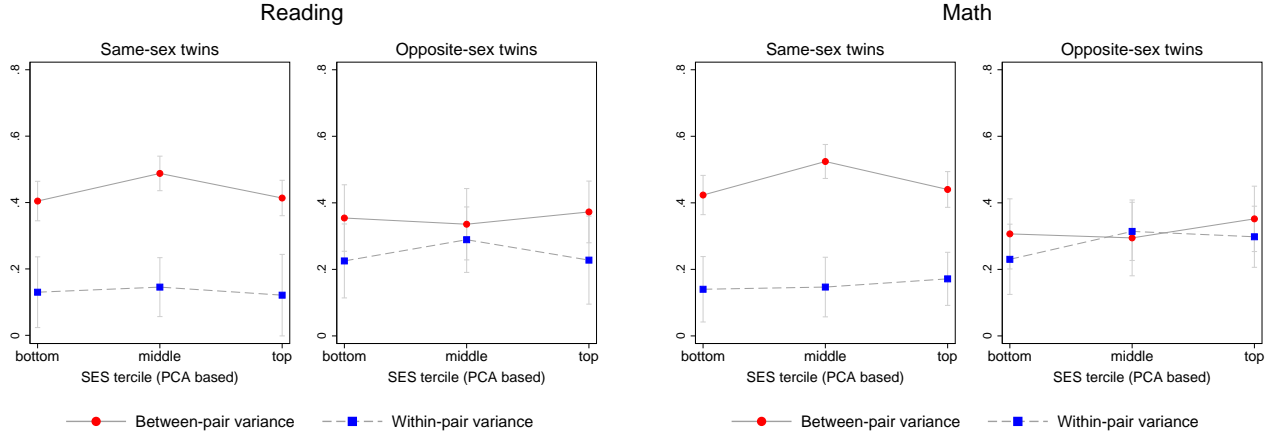 Reading
Math
Same-sex twins
Opposite-sex twins
Same-sex twins
Opposite-sex twins
.8
.6
.4
.2
0
.8
.6
.4
.2
0
.8
.6
.4
.2
0
.8
.6
.4
.2
0
bottom middle top
bottom middle top
bottom middle top
bottom middle top
SES tercile (PCA based)
SES tercile (PCA based)
SES tercile (PCA based)
SES tercile (PCA based)
Between-pair variance Within-pair variance
Between-pair variance Within-pair variance